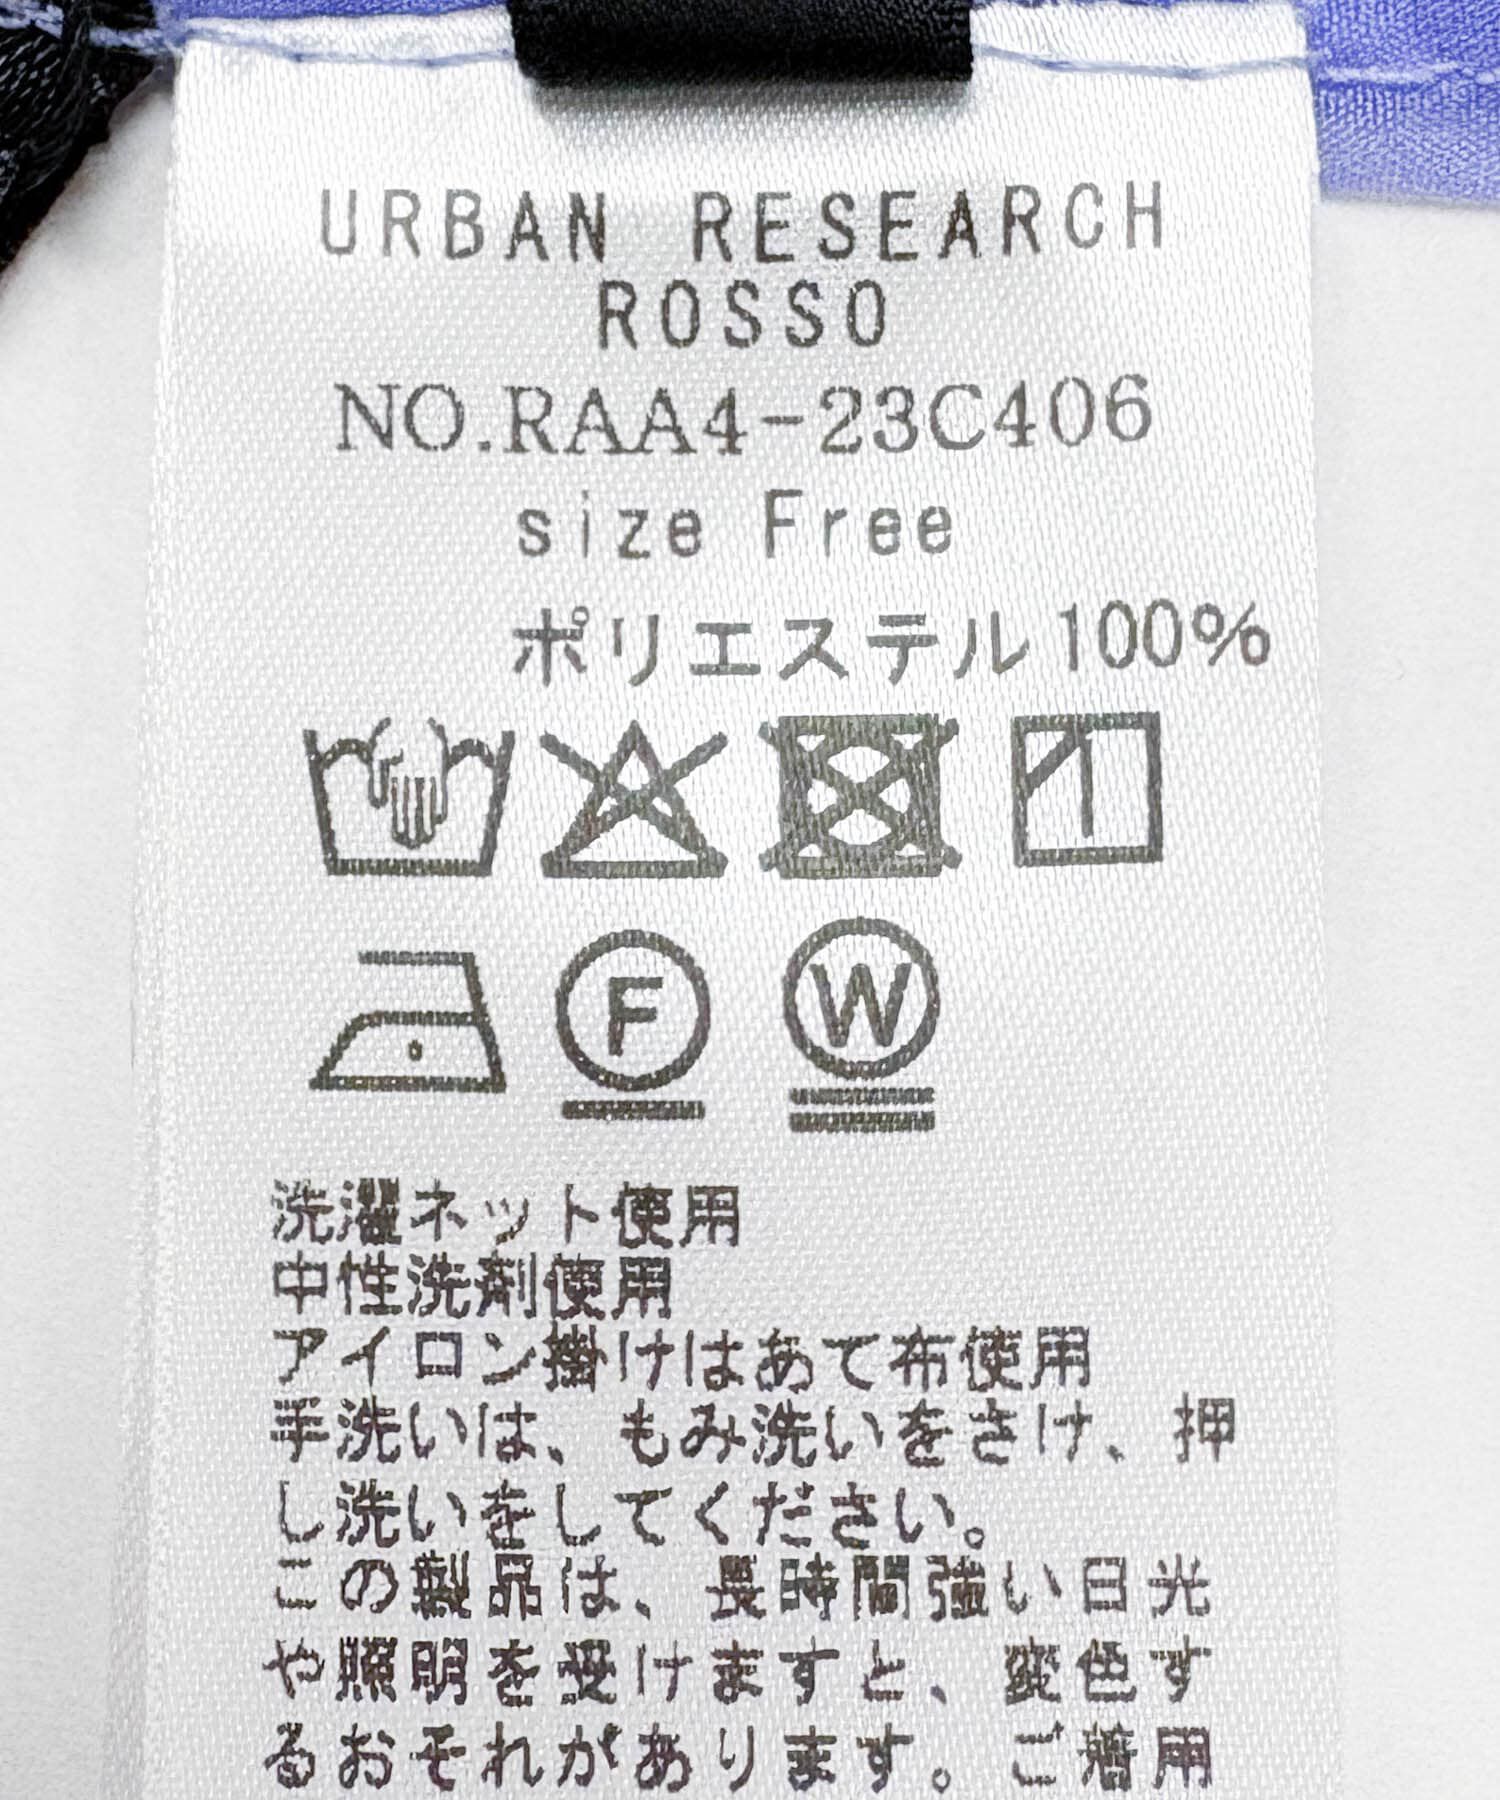 URBAN RESEARCH
ROSSO
NO.RAA4-23C406
size Free
ポリエステル100%
F W
洗濯ネット使用
中性洗剤使用
アイロン掛けはあて布使用
手洗いは、もみ洗いをさけ、押
し洗いをしてください。
この製品は、長時間強い日光
や照明を受けますと、変色す
るおそれがあります。ご着用